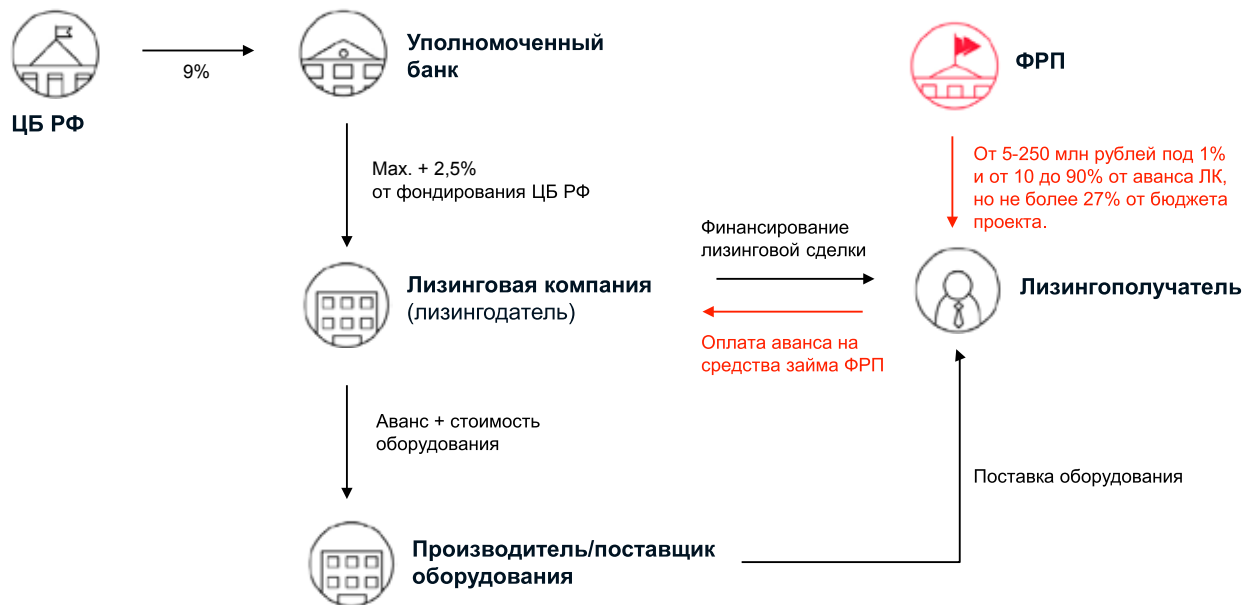 ЦБ РФ
9%
Уполномоченный
банк
ФРП
Max. + 2,5%
от фондирования ЦБ РФ
От 5-250 млн рублей под 1%
и от 10 до 90% от аванса ЛК,
но не более 27% от бюджета
проекта.
Финансирование
лизинговой сделки
Лизинговая компания
(лизингодатель)
Лизингополучатель
Оплата аванса на
средства займа ФРП
Аванс + стоимость
оборудования
Поставка оборудования
Производитель/поставщик
оборудования